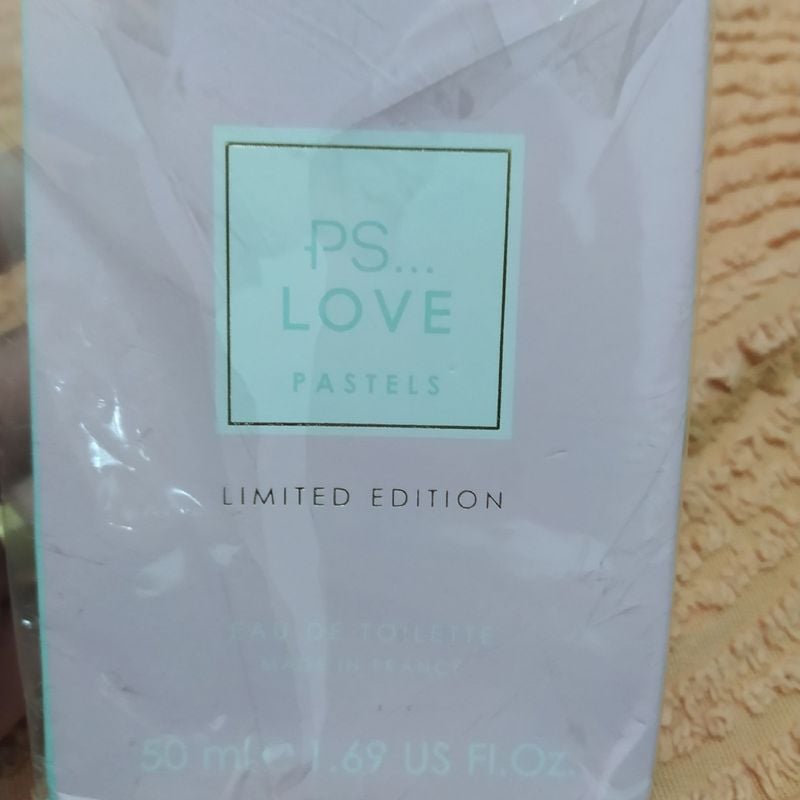 PS...
LOVE
PASTELS
LIMITED EDITION
EAU DE TOILETTE
MADE IN FRANCE
50 ml ℮ 1.69 US Fl.Oz.